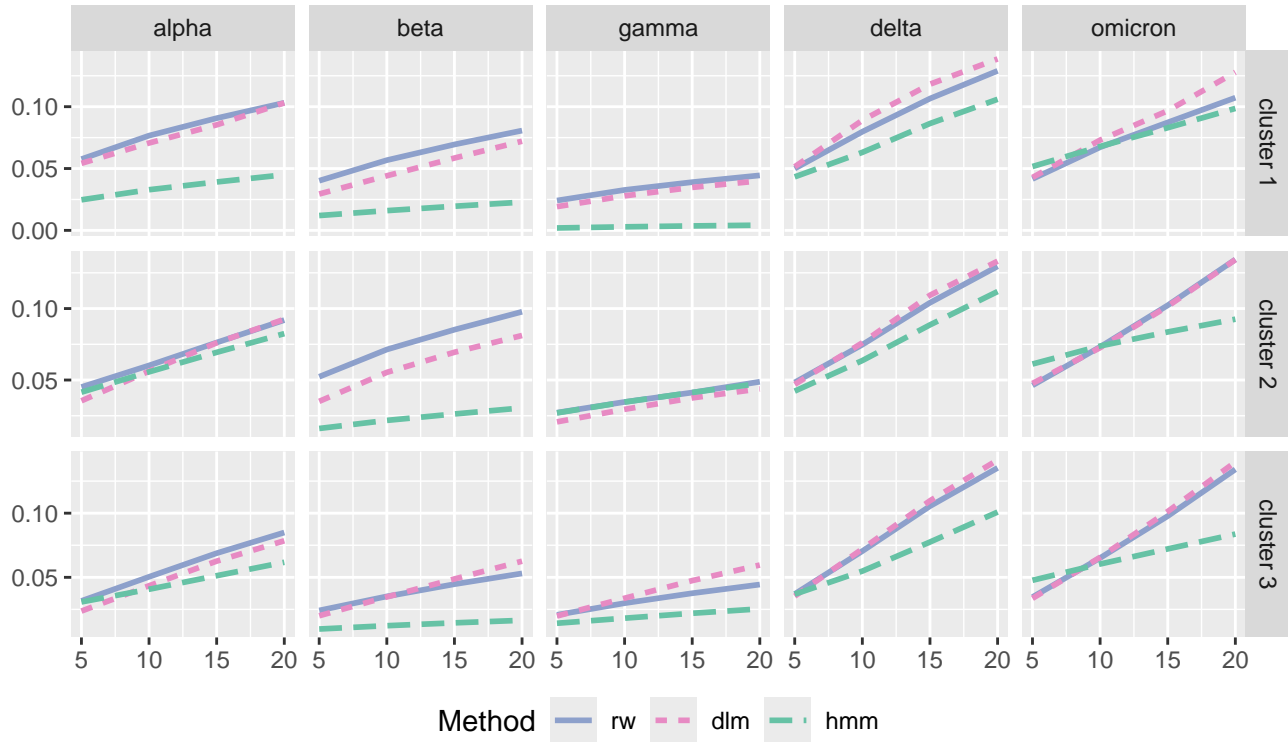 alpha beta gamma delta omicron
0.10
0.05
0.00
cluster 1
0.10
0.05
cluster 2
0.10
0.05
cluster 3
5 10 15 20 5 10 15 20 5 10 15 20 5 10 15 20 5 10 15 20
Method rw dlm hmm